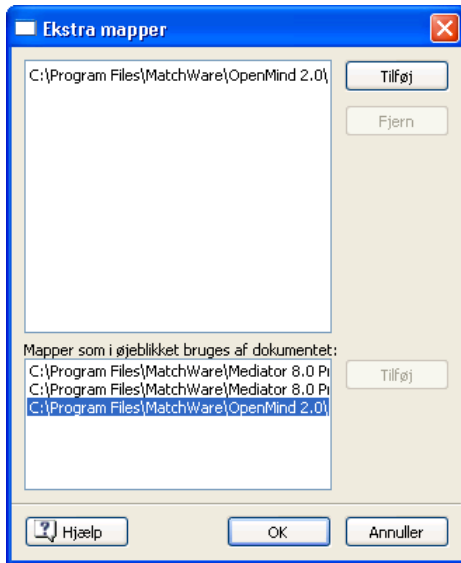 Ekstra mapper
C:\Program Files\MatchWare\OpenMind 2.0\
Tilføj
Fjern
Mapper som i øjeblikket bruges af dokumentet:
C:\Program Files\MatchWare\Mediator 8.0 Pr
C:\Program Files\MatchWare\Mediator 8.0 Pr
C:\Program Files\MatchWare\OpenMind 2.0\
Tilføj
Hjælp
OK
Annuller